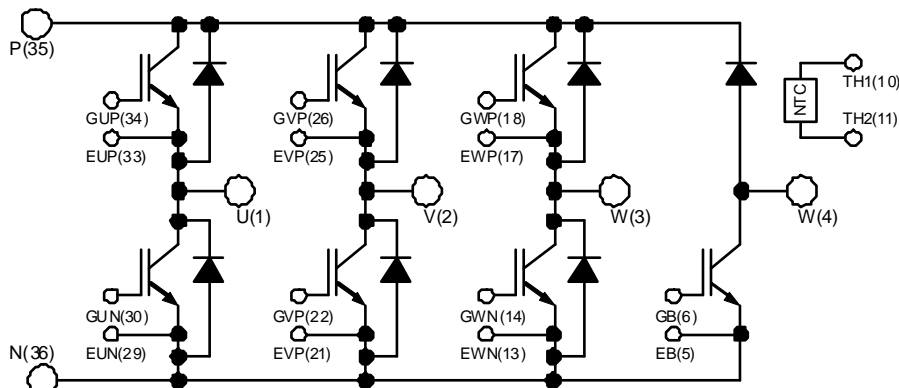 P(35)
GUP(34)
EUP(33)
U(1)
GUN(30)
EUN(29)
N(36)
GVP(26)
EVP(25)
V(2)
GVP(22)
EVP(21)
GWP(18)
EWP(17)
W(3)
GWN(14)
EWN(13)
W(4)
GB(6)
EB(5)
NTC
TH1(10)
TH2(11)